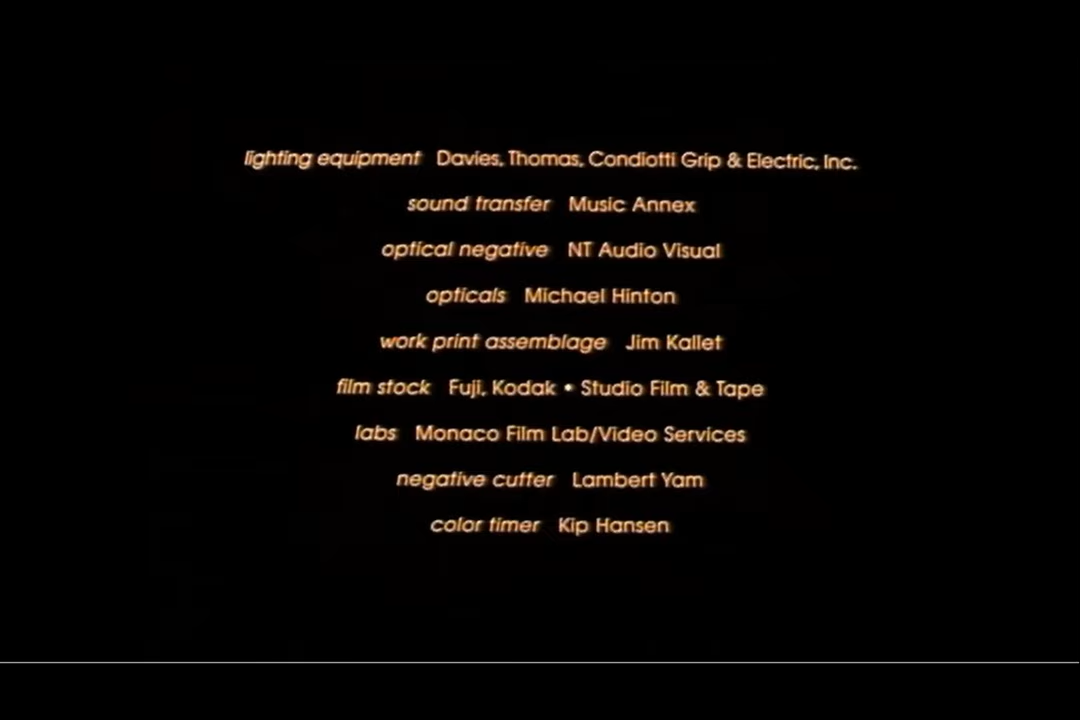 lighting equipment Davies, Thomas, Condiotti Grip & Electric, Inc.
sound transfer Music Annex
optical negative NT Audio Visual
opticals Michael Hinton
work print assemblage Jim Kallet
film stock Fuji, Kodak • Studio Film & Tape
labs Monaco Film Lab/Video Services
negative cutter Lambert Yam
color timer Kip Hansen